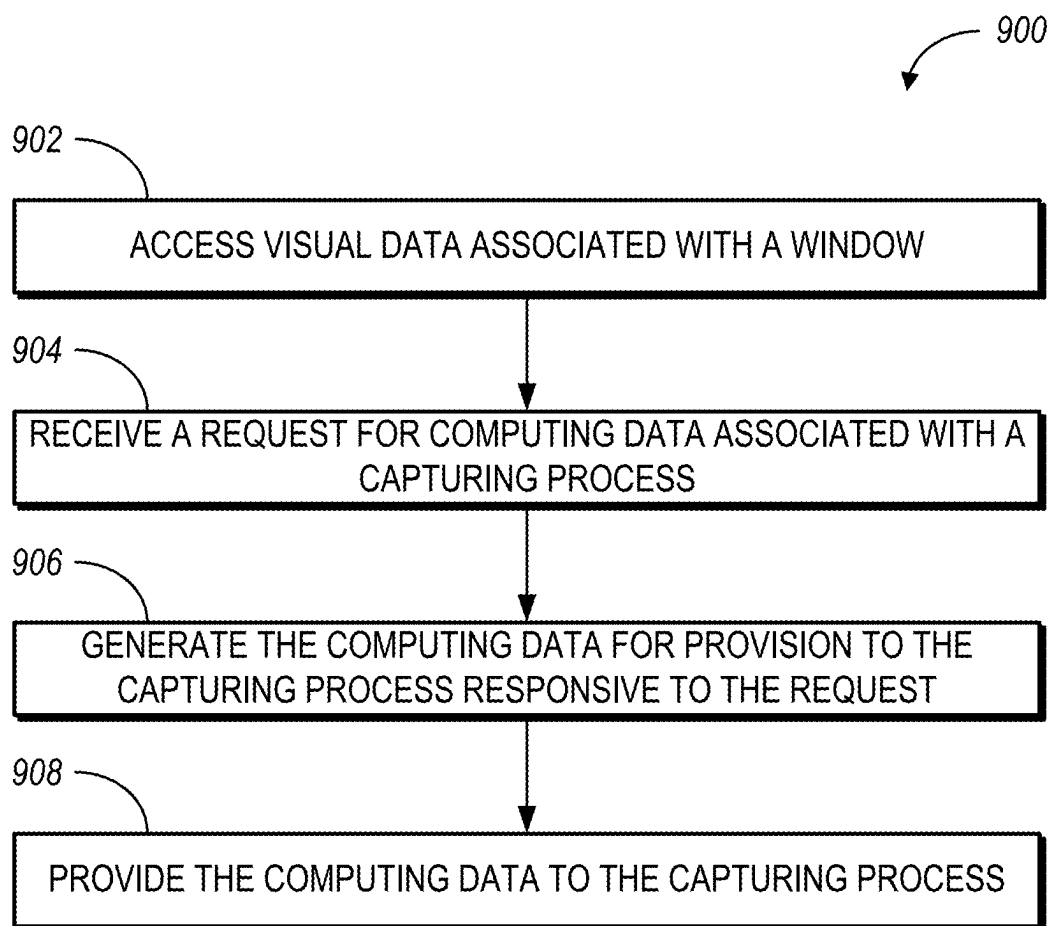 900
902
ACCESS VISUAL DATA ASSOCIATED WITH A WINDOW
904
RECEIVE A REQUEST FOR COMPUTING DATA ASSOCIATED WITH A
CAPTURING PROCESS
906
GENERATE THE COMPUTING DATA FOR PROVISION TO THE
CAPTURING PROCESS RESPONSIVE TO THE REQUEST
908
PROVIDE THE COMPUTING DATA TO THE CAPTURING PROCESS